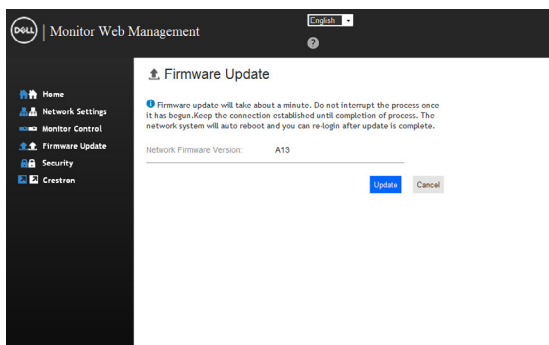 DELL | Monitor Web Management
English
?
Home
Network Settings
Monitor Control
Firmware Update
Security
Crestron
Firmware Update
Firmware update will take about a minute. Do not interrupt the process once
it has begun.Keep the connection established until completion of process. The
network system will auto reboot and you can re-login after update is complete.
Network Firmware Version: A13
Update Cancel